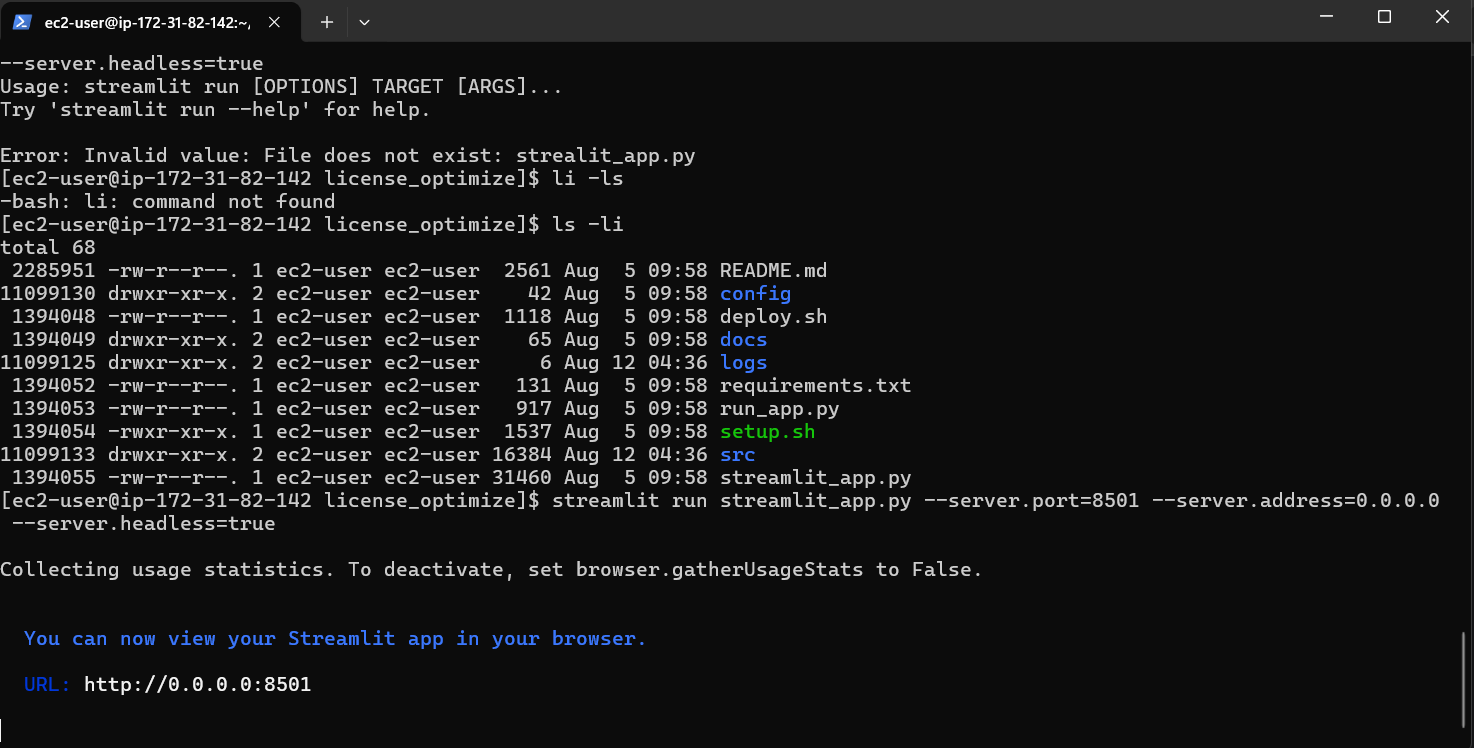 ec2-user@ip-172-31-82-142:~/
--server.headless=true
Usage: streamlit run [OPTIONS] TARGET [ARGS]...
Try 'streamlit run --help' for help.
Error: Invalid value: File does not exist: strealit_app.py
[ec2-user@ip-172-31-82-142 license_optimize]$ li -ls
-bash: li: command not found
[ec2-user@ip-172-31-82-142 license_optimize]$ ls -li
total 68
 2285951 -rw-r--r--. 1 ec2-user ec2-user  2561 Aug  5 09:58 README.md
11099130 drwxr-xr-x. 2 ec2-user ec2-user    42 Aug  5 09:58 config
 1394048 -rw-r--r--. 1 ec2-user ec2-user  1118 Aug  5 09:58 deploy.sh
 1394049 drwxr-xr-x. 2 ec2-user ec2-user    65 Aug  5 09:58 docs
11099125 drwxr-xr-x. 2 ec2-user ec2-user     6 Aug 12 04:36 logs
 1394052 -rw-r--r--. 1 ec2-user ec2-user   131 Aug  5 09:58 requirements.txt
 1394053 -rw-r--r--. 1 ec2-user ec2-user   917 Aug  5 09:58 run_app.py
 1394054 -rwxr-xr-x. 1 ec2-user ec2-user  1537 Aug  5 09:58 setup.sh
11099133 drwxr-xr-x. 2 ec2-user ec2-user 16384 Aug 12 04:36 src
 1394055 -rw-r--r--. 1 ec2-user ec2-user 31460 Aug  5 09:58 streamlit_app.py
[ec2-user@ip-172-31-82-142 license_optimize]$ streamlit run streamlit_app.py --server.port=8501 --server.address=0.0.0.0
 --server.headless=true
Collecting usage statistics. To deactivate, set browser.gatherUsageStats to False.
You can now view your Streamlit app in your browser.
URL: http://0.0.0.0:8501